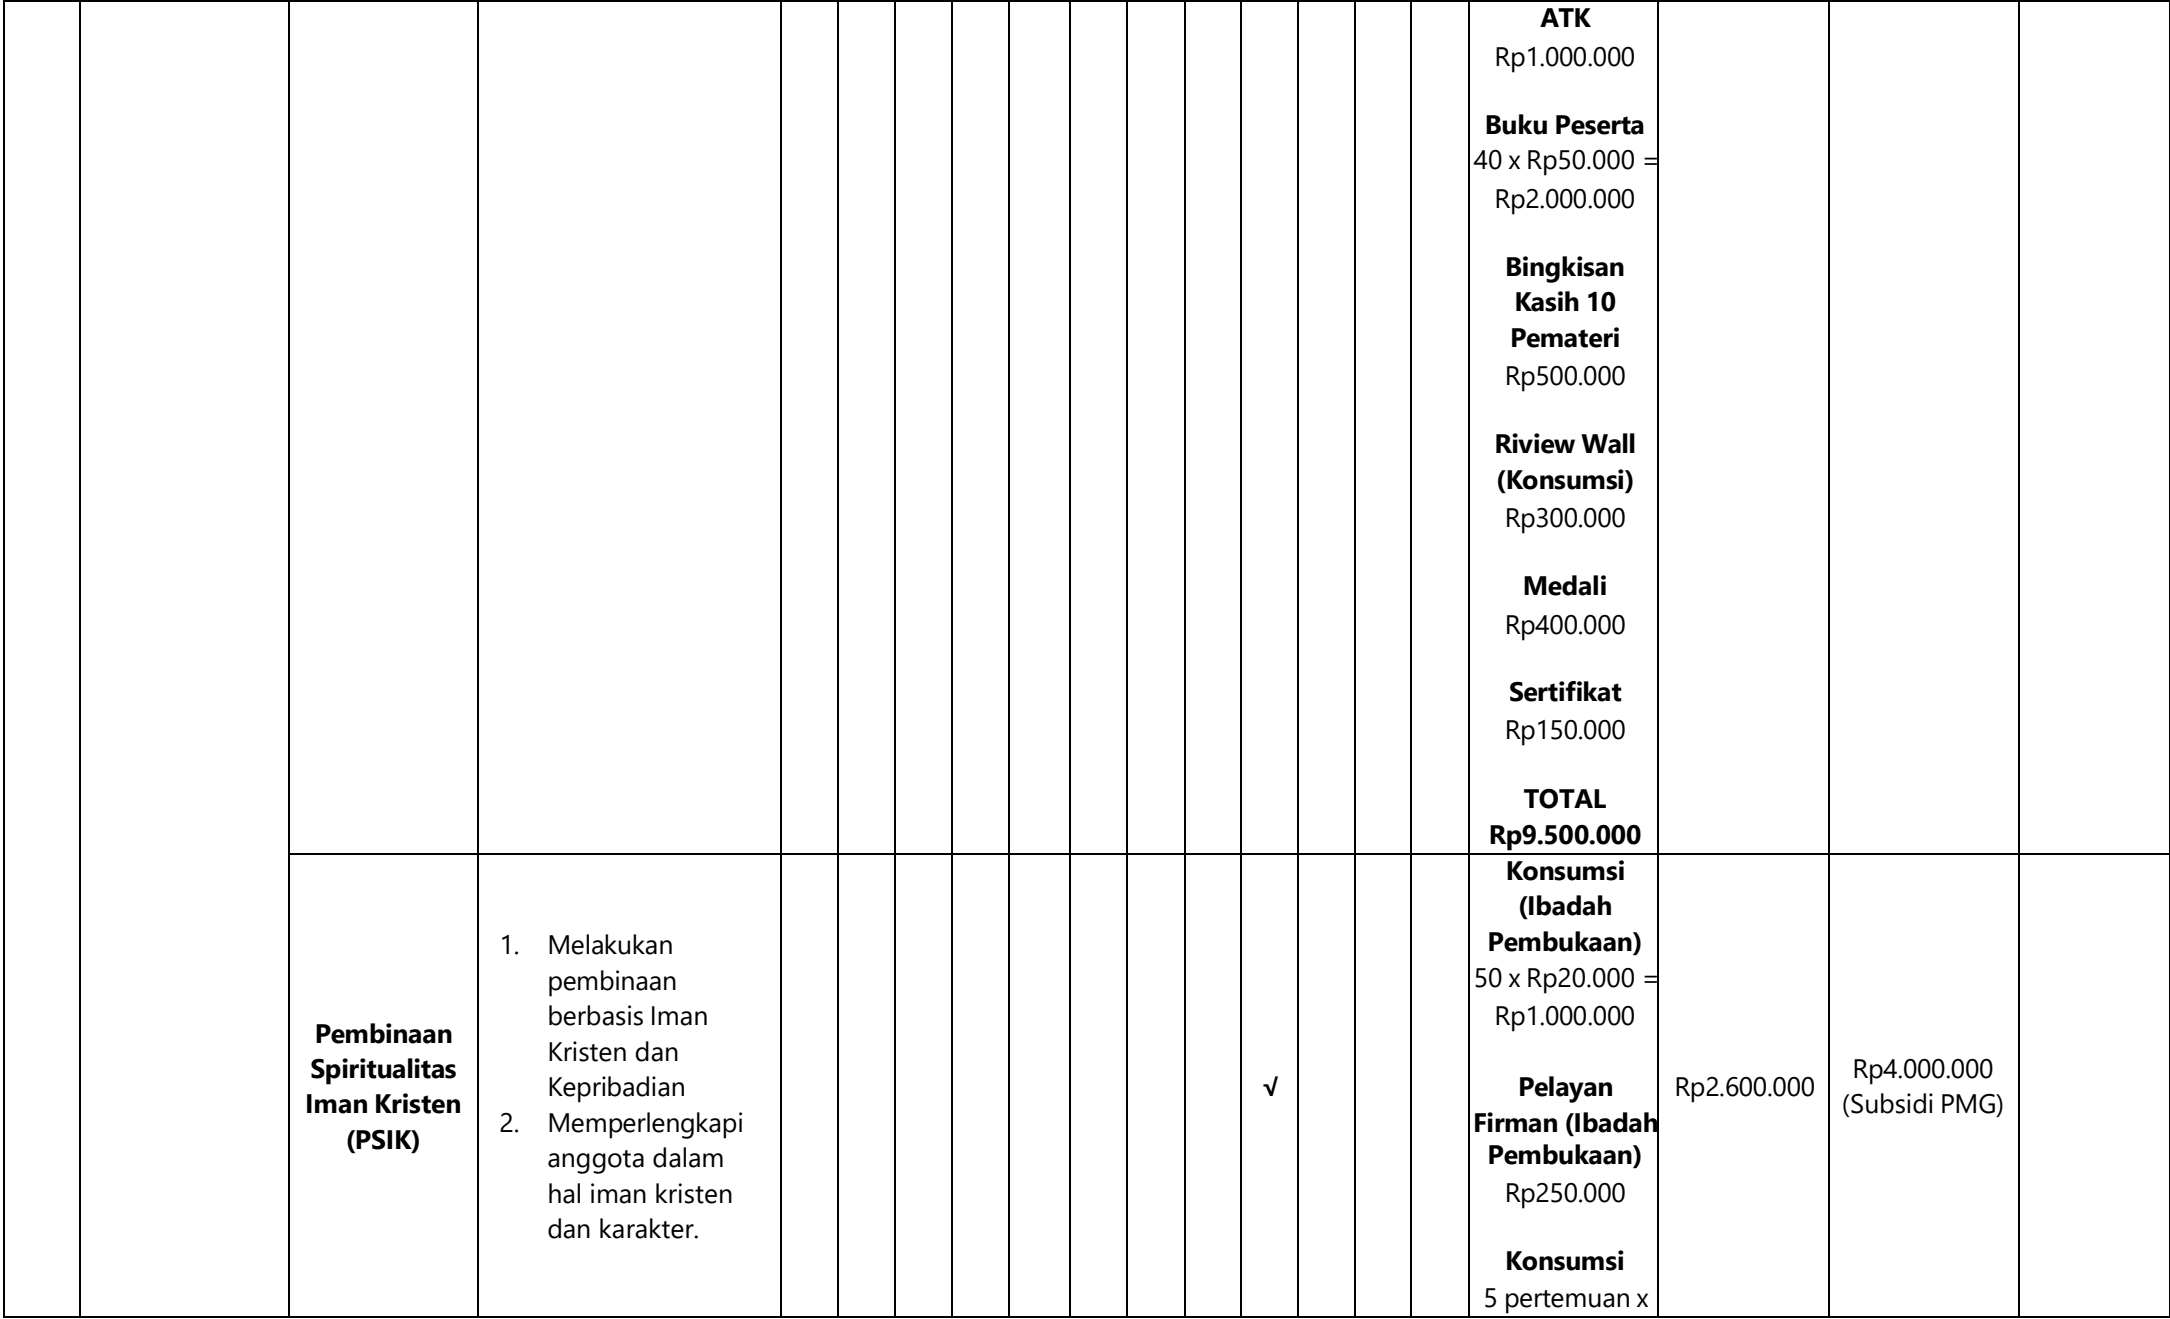 ATK
Rp1.000.000
Buku Peserta
40 x Rp50.000 =
Rp2.000.000
Bingkisan
Kasih 10
Pemateri
Rp500.000
Riview Wall
(Konsumsi)
Rp300.000
Medali
Rp400.000
Sertifikat
Rp150.000
TOTAL
Rp9.500.000
Pembinaan
Spiritualitas
Iman Kristen
(PSIK)
1. Melakukan
pembinaan
berbasis Iman
Kristen dan
Kepribadian
2. Memperlengkapi
anggota dalam
hal iman kristen
dan karakter.
√
Konsumsi
(Ibadah
Pembukaan)
50 x Rp20.000 =
Rp1.000.000
Pelayan
Firman (Ibadah
Pembukaan)
Rp250.000
Konsumsi
5 pertemuan x
Rp2.600.000
Rp4.000.000
(Subsidi PMG)